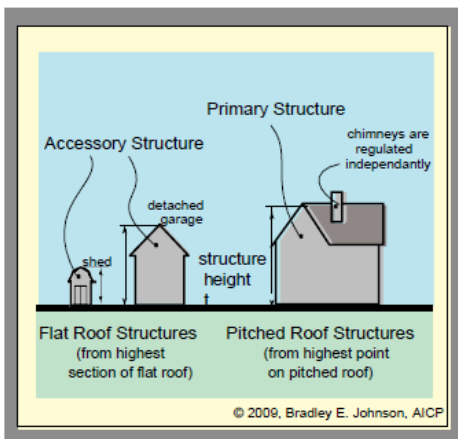 Primary Structure
chimneys are
regulated
independantly
Accessory Structure
detached
garage
shed
structure
height
Flat Roof Structures
(from highest
section of flat roof)
Pitched Roof Structures
(from highest point
on pitched roof)
© 2009, Bradley E. Johnson, AICP